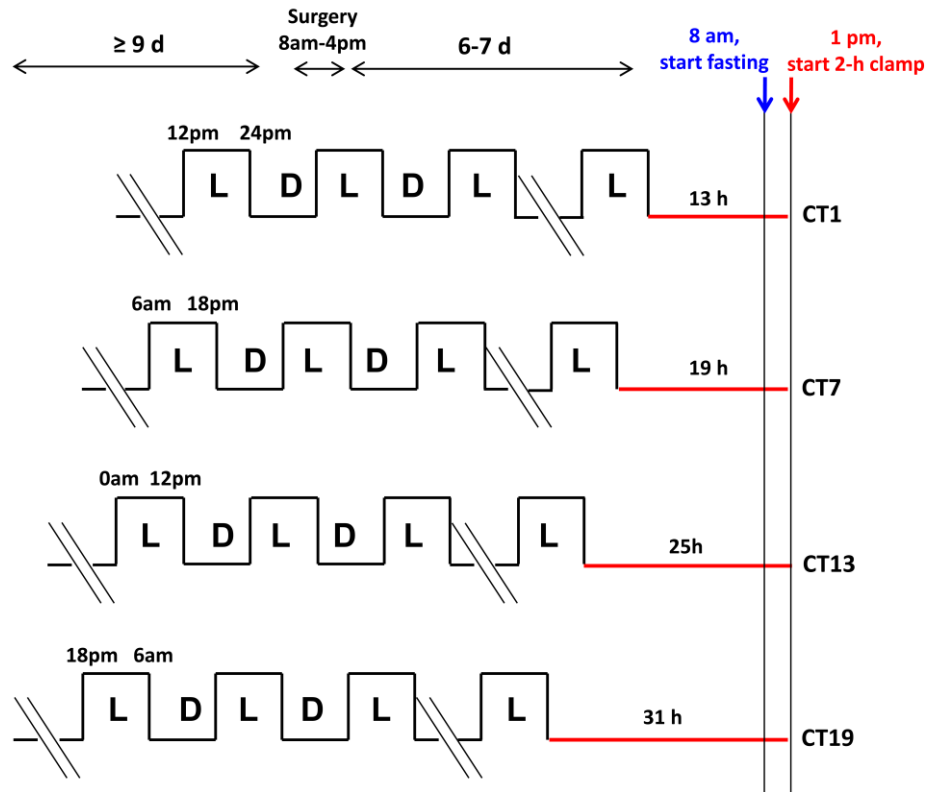 ≥ 9 d
Surgery
8am-4pm
6-7 d
8 am,
start fasting
1 pm,
start 2-h clamp
12pm 24pm
L D L D L L
13 h
CT1
6am 18pm
L D L D L L
19 h
CT7
0am 12pm
L D L D L L
25h
CT13
18pm 6am
L D L D L L
31 h
CT19